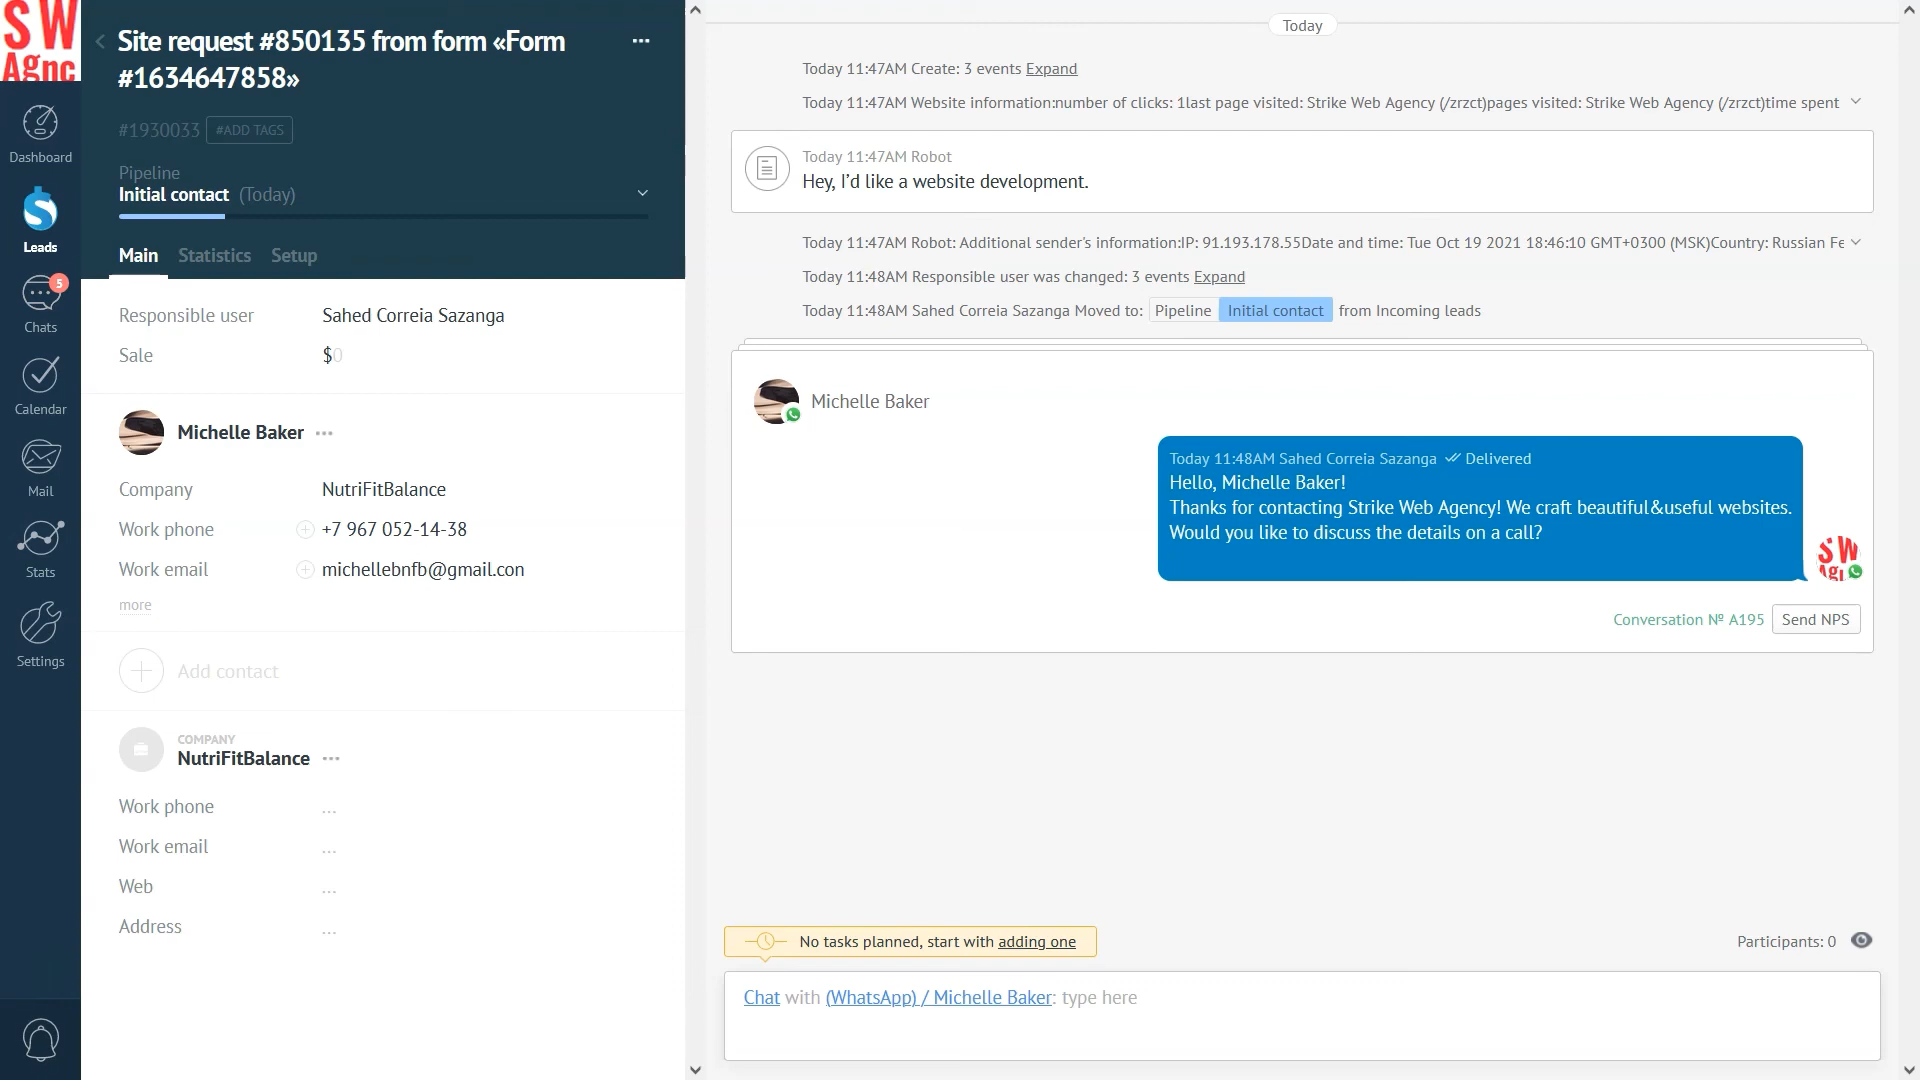 SW
Agnc
Dashboard
Leads
5
Chats
Calendar
Mail
Stats
Settings
Site request #850135 from form «Form
#1634647858»
#1930033 #ADD TAGS
Pipeline
Initial contact (Today)
Main Statistics Setup
Responsible user Sahed Correia Sazanga
Sale $0
Michelle Baker
Company NutriFitBalance
Work phone +7 967 052-14-38
Work email michellebnfb@gmail.con
more
Add contact
COMPANY
NutriFitBalance
Work phone ...
Work email ...
Web ...
Address ...
Today
Today 11:47AM Create: 3 events Expand
Today 11:47AM Website information:number of clicks: 1last page visited: Strike Web Agency (/zrzct)pages visited: Strike Web Agency (/zrzct)time spent
Today 11:47AM Robot
Hey, I’d like a website development.
Today 11:47AM Robot: Additional sender's information:IP: 91.193.178.55Date and time: Tue Oct 19 2021 18:46:10 GMT+0300 (MSK)Country: Russian Fe
Today 11:48AM Responsible user was changed: 3 events Expand
Today 11:48AM Sahed Correia Sazanga Moved to: Pipeline Initial contact from Incoming leads
Michelle Baker
Today 11:48AM Sahed Correia Sazanga Delivered
Hello, Michelle Baker!
Thanks for contacting Strike Web Agency! We craft beautiful&useful websites.
Would you like to discuss the details on a call?
SW
Conversation № A195 Send NPS
No tasks planned, start with adding one
Participants: 0
Chat with (WhatsApp) / Michelle Baker: type here